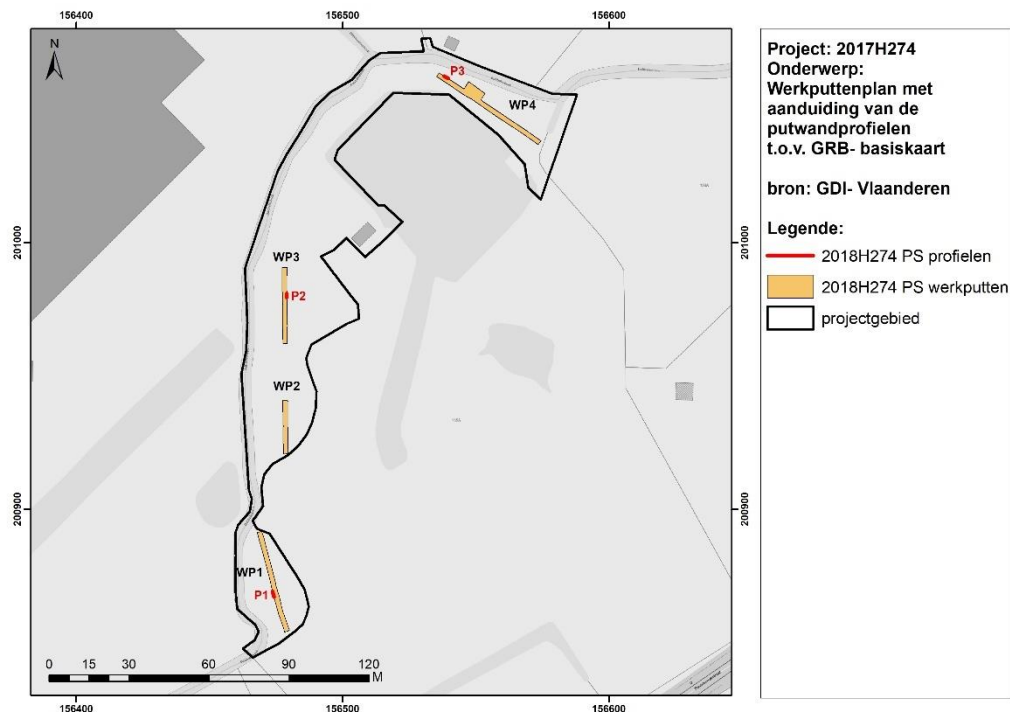 156400 156500 156600
N
P3
WP4
201000
201000
WP3
P2
WP2
200900
200900
WP1
P1
0 15 30 60 90 120
M
156400 156500 156600
Project: 2017H274
Onderwerp:
Werkputtenplan met
aanduiding van de
putwandprofielen
t.o.v. GRB- basiskaart
bron: GDI- Vlaanderen
Legende:
2018H274 PS profielen
2018H274 PS werkputten
projectgebied